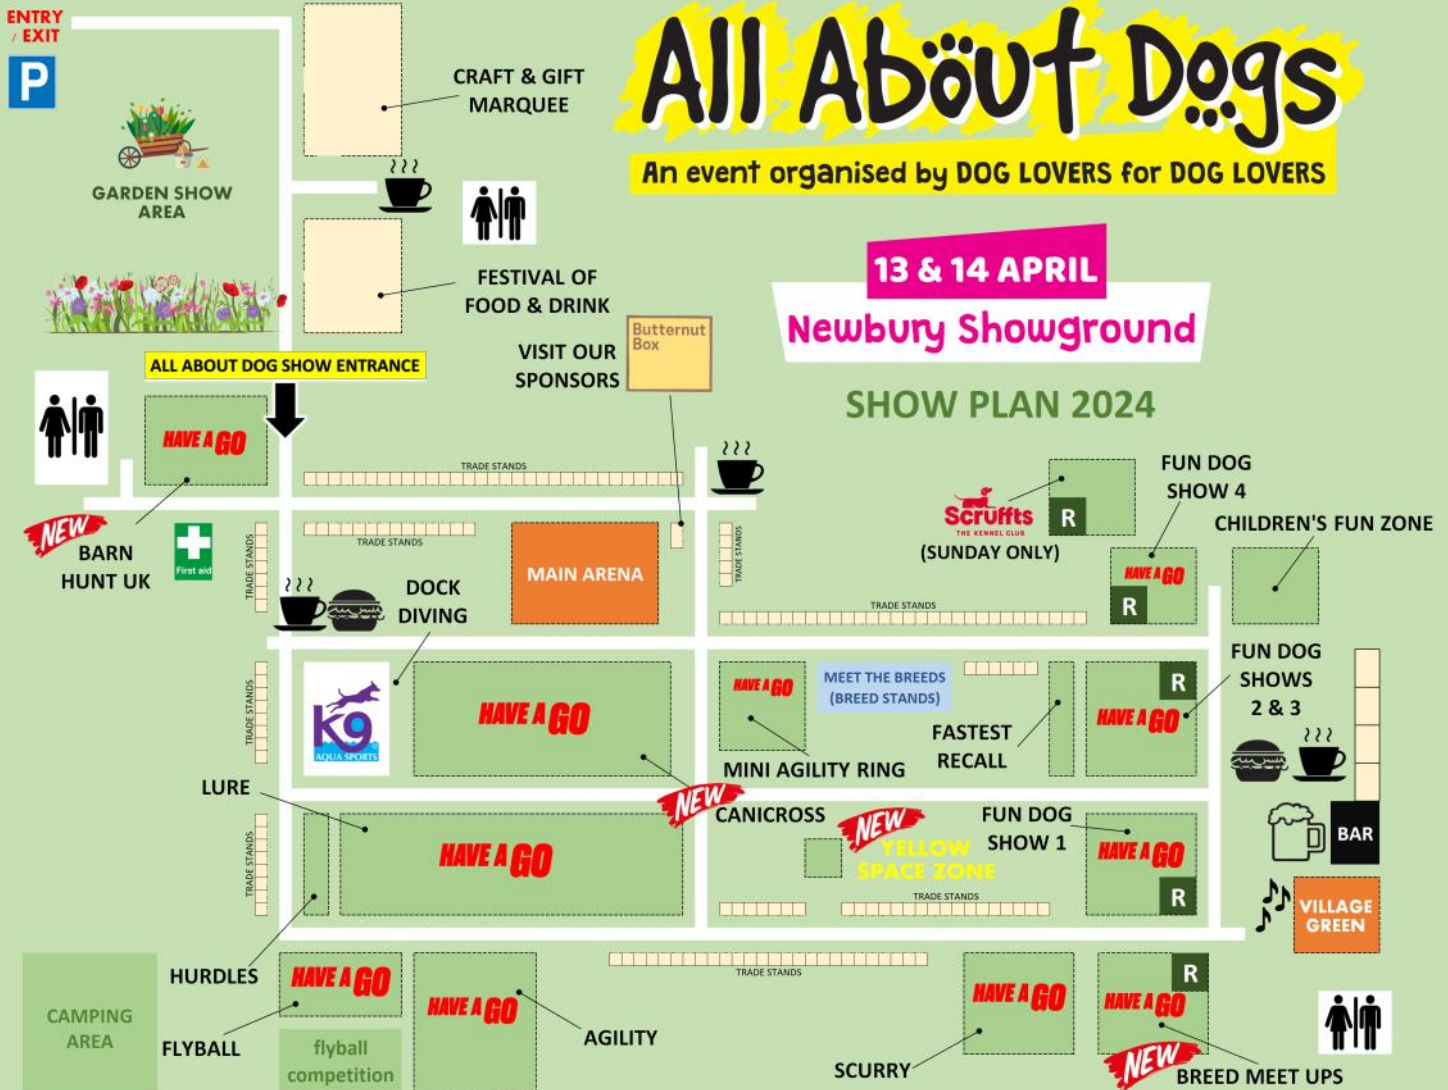 ENTRY
/ EXIT
P
CRAFT & GIFT
MARQUEE
All About Dogs
An event organised by DOG LOVERS for DOG LOVERS
GARDEN SHOW
AREA
13 & 14 APRIL
Newbury Showground
FESTIVAL OF
FOOD & DRINK
Butternut
Box
VISIT OUR
SPONSORS
ALL ABOUT DOG SHOW ENTRANCE
SHOW PLAN 2024
HAVE A GO
TRADE STANDS
FUN DOG
SHOW 4
Scruffts
THE KENNEL CLUB
(SUNDAY ONLY)
R
CHILDREN'S FUN ZONE
NEW
BARN
HUNT UK
First aid
TRADE STANDS
TRADE STANDS
MAIN ARENA
TRADE STANDS
HAVE A GO
R
DOCK
DIVING
TRADE STANDS
TRADE STANDS
K9
AQUA SPORTS
HAVE A GO
HAVE A GO
MEET THE BREEDS
(BREED STANDS)
FASTEST
RECALL
R
HAVE A GO
FUN DOG
SHOWS
2 & 3
MINI AGILITY RING
LURE
NEW
CANICROSS
NEW
YELLOW
SPACE ZONE
FUN DOG
SHOW 1
HAVE A GO
R
BAR
TRADE STANDS
HAVE A GO
TRADE STANDS
VILLAGE
GREEN
HURDLES
HAVE A GO
HAVE A GO
TRADE STANDS
HAVE A GO
R
HAVE A GO
CAMPING
AREA
FLYBALL
flyball
competition
AGILITY
SCURRY
NEW
BREED MEET UPS